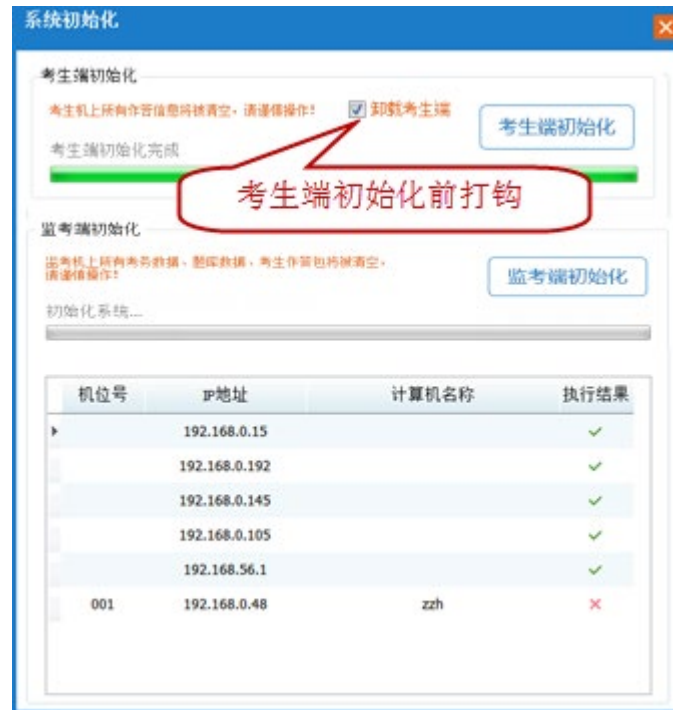 系统初始化
考生端初始化
考生机上所有作答信息将被清空，请谨慎操作！
卸载考生端
考生端初始化
考生端初始化完成
考生端初始化前打钩
监考端初始化
监考机上所有考务数据、题库数据、考生作答包将被清空，
请谨慎操作！
监考端初始化
初始化系统...
机位号 IP地址 计算机名称 执行结果
192.168.0.15
192.168.0.192
192.168.0.145
192.168.0.105
192.168.56.1
001 192.168.0.48 zzh